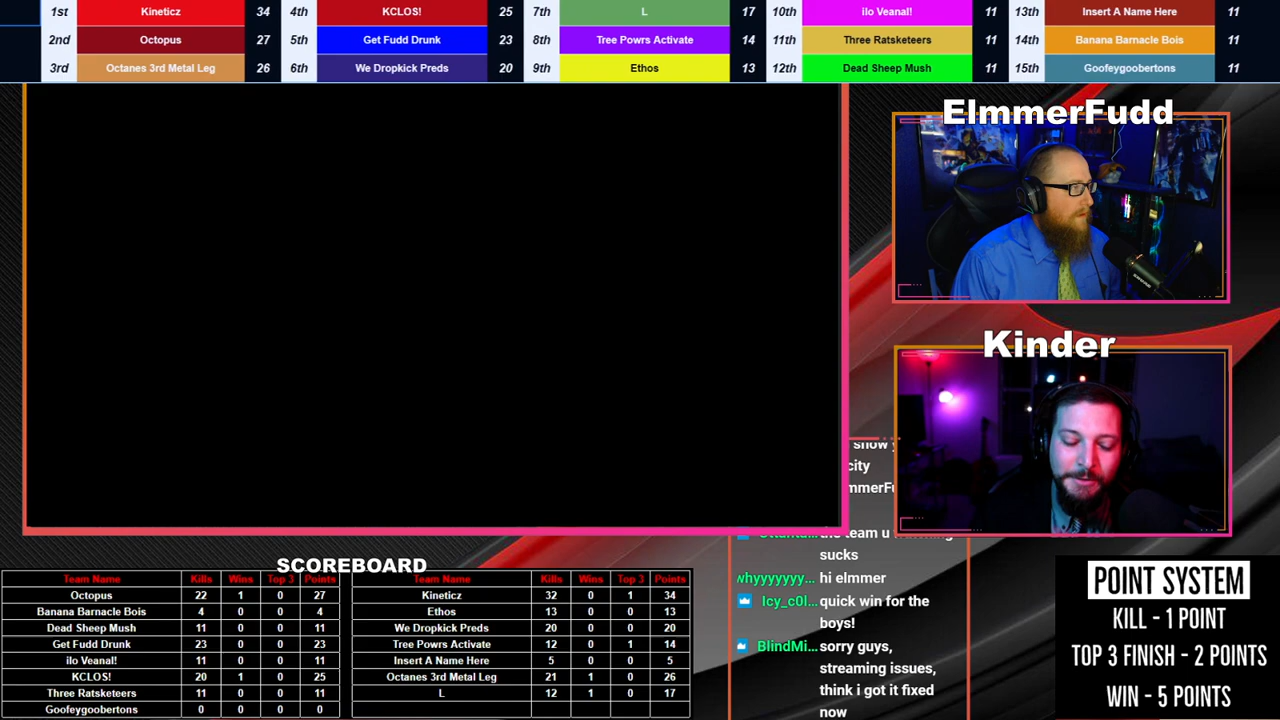 1st Kineticz 34 4th KCLOS! 25 7th L 17 10th ilo Veanal! 11 13th Insert A Name Here 11
2nd Octopus 27 5th Get Fudd Drunk 23 8th Tree Powrs Activate 14 11th Three Ratsketeers 11 14th Banana Barnacle Bois 11
3rd Octanes 3rd Metal Leg 26 6th We Dropkick Preds 20 9th Ethos 13 12th Dead Sheep Mush 11 15th Goofeygoobertons 11
ElmmerFudd
Kinder
show
city
the team u
sucks
whyyyyyy... hi elmmer
Icy_c0l... quick win for the
boys!
BlindMi... sorry guys,
streaming issues,
think i got it fixed
now
SCOREBOARD
Team Name Kills Wins Top 3 Points
Octopus 22 1 0 27
Banana Barnacle Bois 4 0 0 4
Dead Sheep Mush 11 0 0 11
Get Fudd Drunk 23 0 0 23
ilo Veanal! 11 0 0 11
KCLOS! 20 1 0 25
Three Ratsketeers 11 0 0 11
Goofeygoobertons 0 0 0 0
Team Name Kills Wins Top 3 Points
Kineticz 32 0 1 34
Ethos 13 0 0 13
We Dropkick Preds 20 0 0 20
Tree Powrs Activate 12 0 1 14
Insert A Name Here 5 0 0 5
Octanes 3rd Metal Leg 21 1 0 26
L 12 1 0 17
POINT SYSTEM
KILL - 1 POINT
TOP 3 FINISH - 2 POINTS
WIN - 5 POINTS